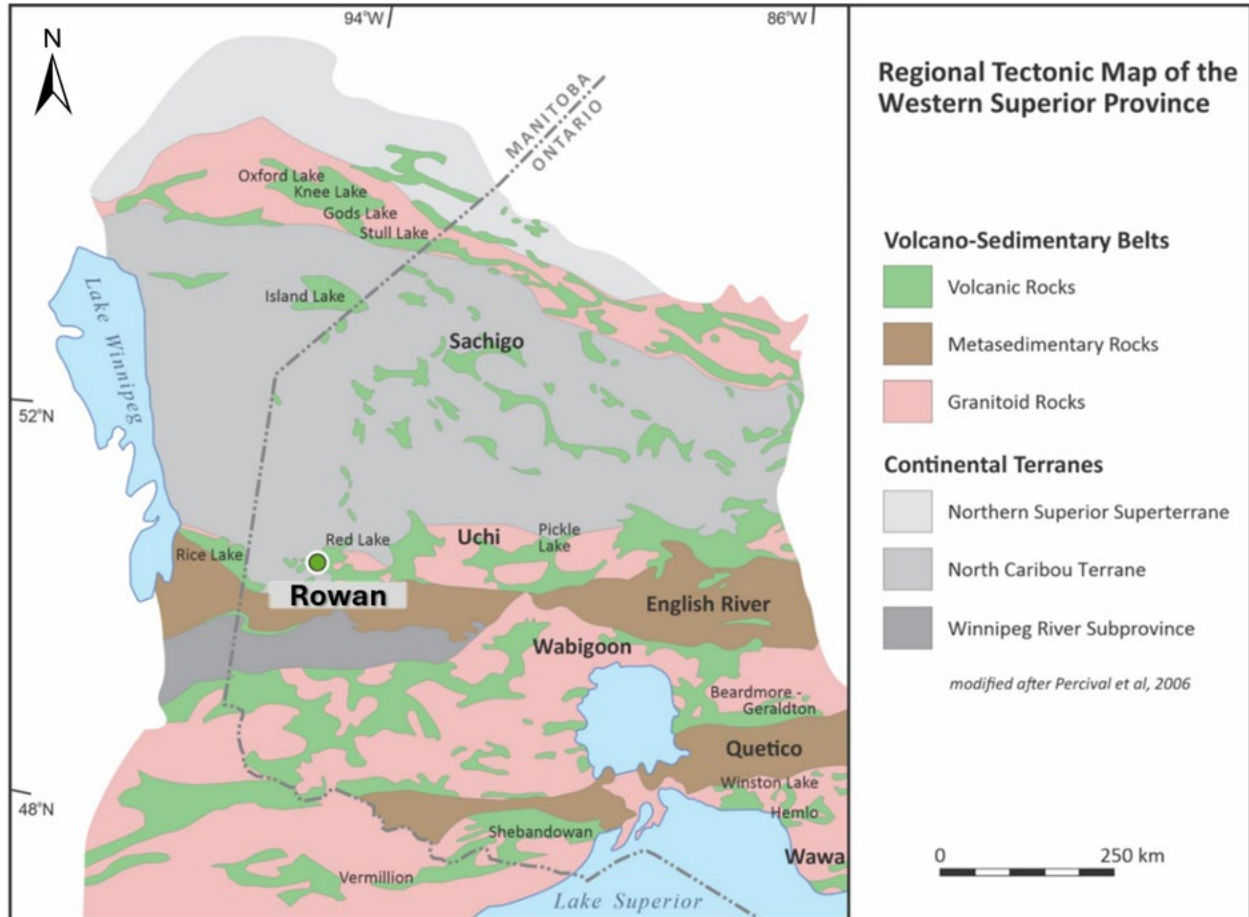 94°W
86°W
N
MANITOBA
ONTARIO
Oxford Lake
Knee Lake
Gods Lake
Stull Lake
Lake Winnipeg
Island Lake
Sachigo
52°N
Rice Lake
Red Lake
Uchi
Pickle
Lake
Rowan
English River
Wabigoon
Beardmore -
Geraldton
Quetico
Winston Lake
Hemlo
48°N
Shebandowan
Wawa
Vermillion
Lake Superior
Regional Tectonic Map of the
Western Superior Province
Volcano-Sedimentary Belts
Volcanic Rocks
Metasedimentary Rocks
Granitoid Rocks
Continental Terranes
Northern Superior Superterrane
North Caribou Terrane
Winnipeg River Subprovince
modified after Percival et al, 2006
0
250 km